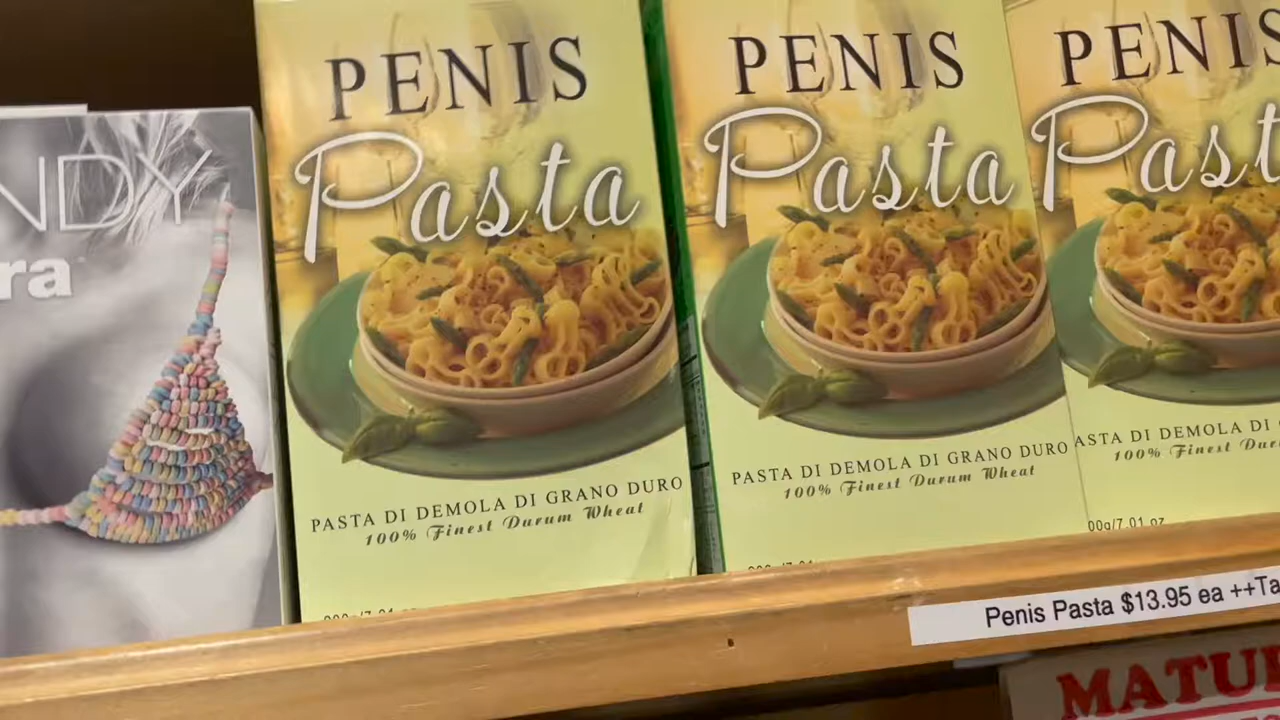 NDY
ra
PENIS
Pasta
PASTA DI DEMOLA DI GRANO DURO
100% Finest Durum Wheat
PENIS
Pasta
PASTA DI DEMOLA DI GRANO DURO
100% Finest Durum Wheat
PENIS
Past
ASTA DI DEMOLA DI
100% Finest Dur
00g/7.01 oz
Penis Pasta $13.95 ea ++Ta
MATU